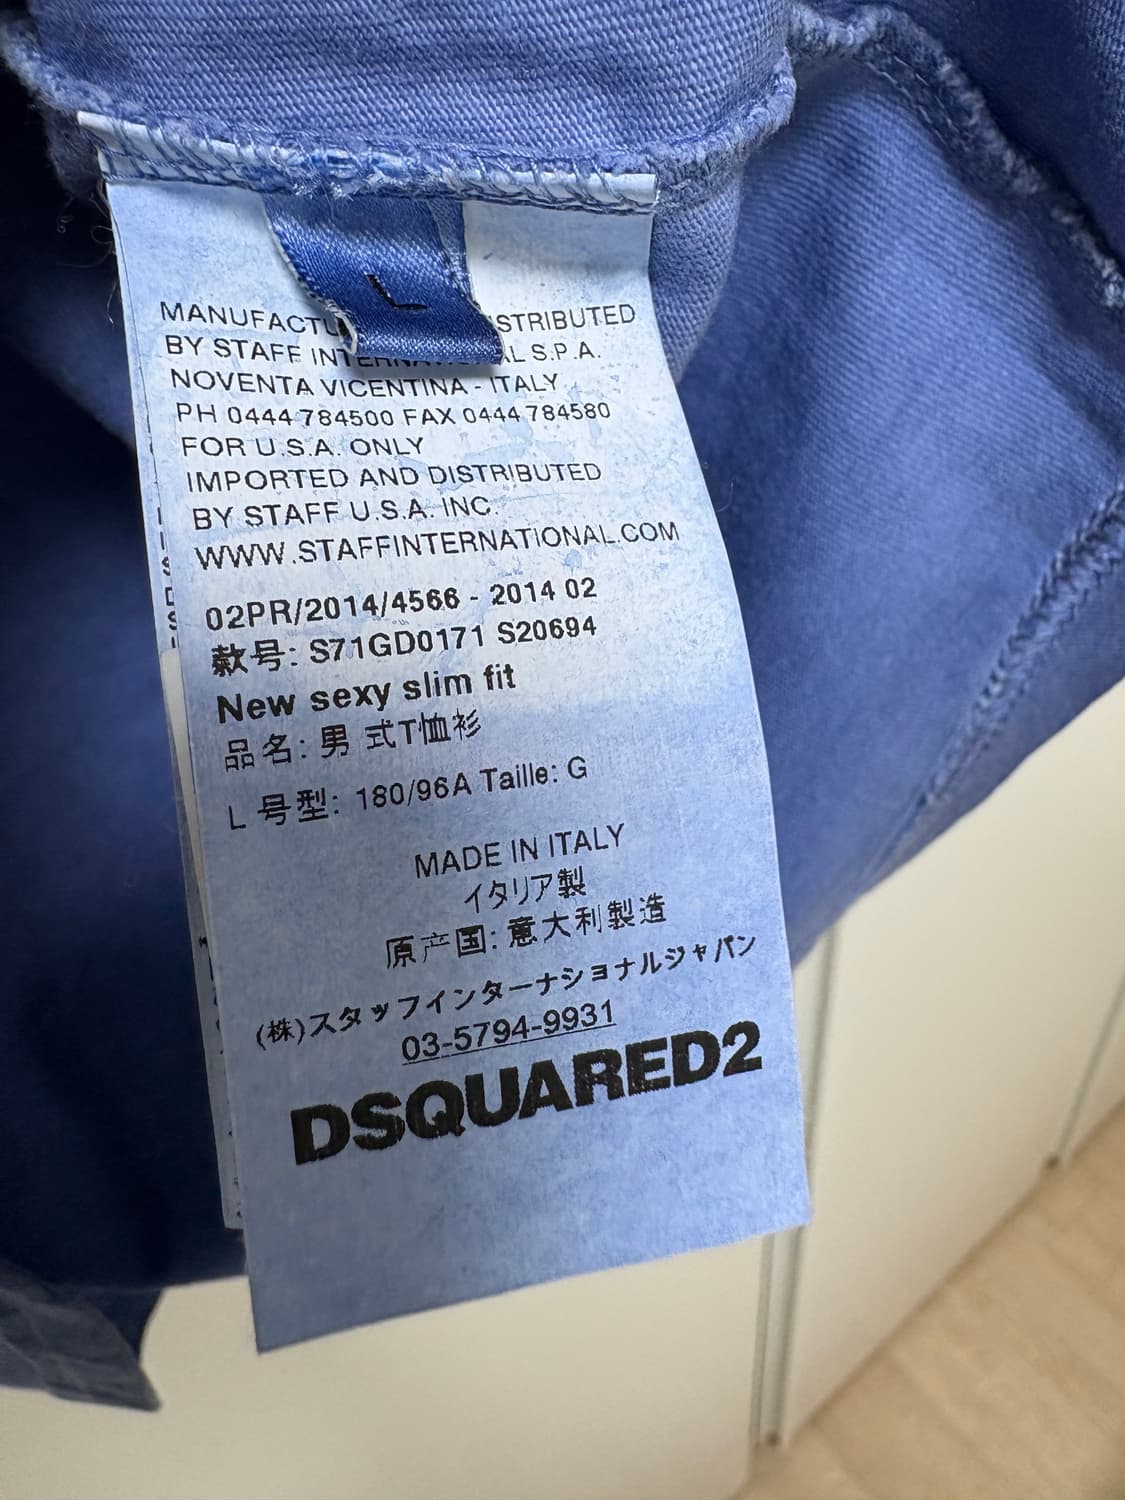 L
MANUFACTU STRIBUTED
BY STAFF INTERNATIONAL S.P.A.
NOVENTA VICENTINA - ITALY
PH 0444 784500 FAX 0444 784580
FOR U.S.A. ONLY
IMPORTED AND DISTRIBUTED
BY STAFF U.S.A. INC.
WWW.STAFFINTERNATIONAL.COM
02PR/2014/4566 - 2014 02
款号: S71GD0171 S20694
New sexy slim fit
品名: 男 式T恤衫
L 号型: 180/96A Taille: G
MADE IN ITALY
イタリア製
原产国: 意大利製造
(株)スタッフインターナショナルジャパン
03-5794-9931
DSQUARED2